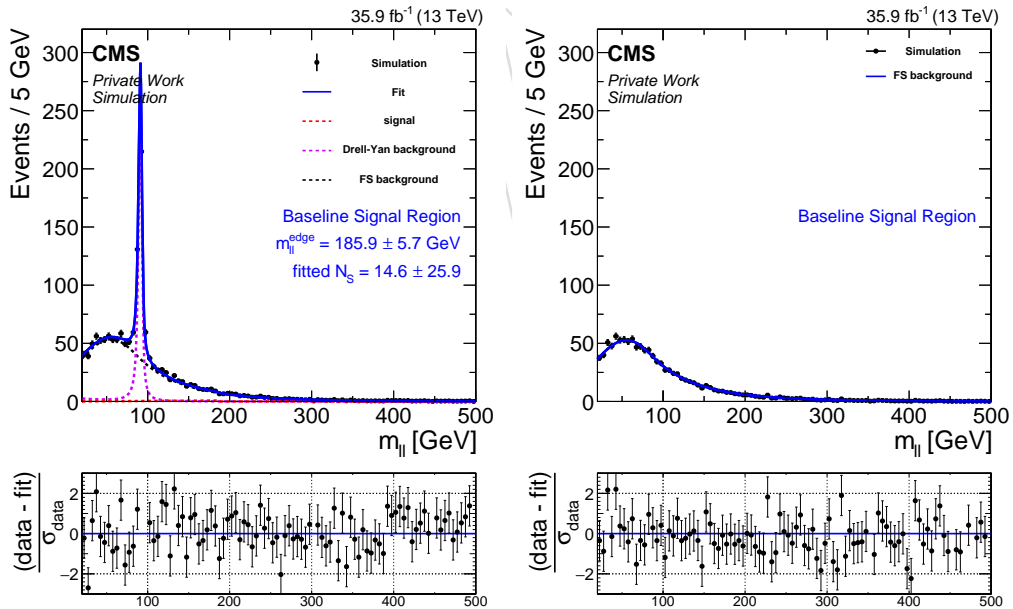 35.9 fb⁻¹ (13 TeV)
Events / 5 GeV
300
250
200
150
100
50
0
CMS
Private Work
Simulation
Simulation
Fit
signal
Drell-Yan background
FS background
Baseline Signal Region
m_ll^edge = 185.9 ± 5.7 GeV
fitted N_S = 14.6 ± 25.9
100 200 300 400 500
m_ll [GeV]
(data - fit)
σ_data
2
0
−2
100 200 300 400 500
35.9 fb⁻¹ (13 TeV)
Events / 5 GeV
300
250
200
150
100
50
0
CMS
Private Work
Simulation
Simulation
FS background
Baseline Signal Region
100 200 300 400 500
m_ll [GeV]
(data - fit)
σ_data
2
0
−2
100 200 300 400 500